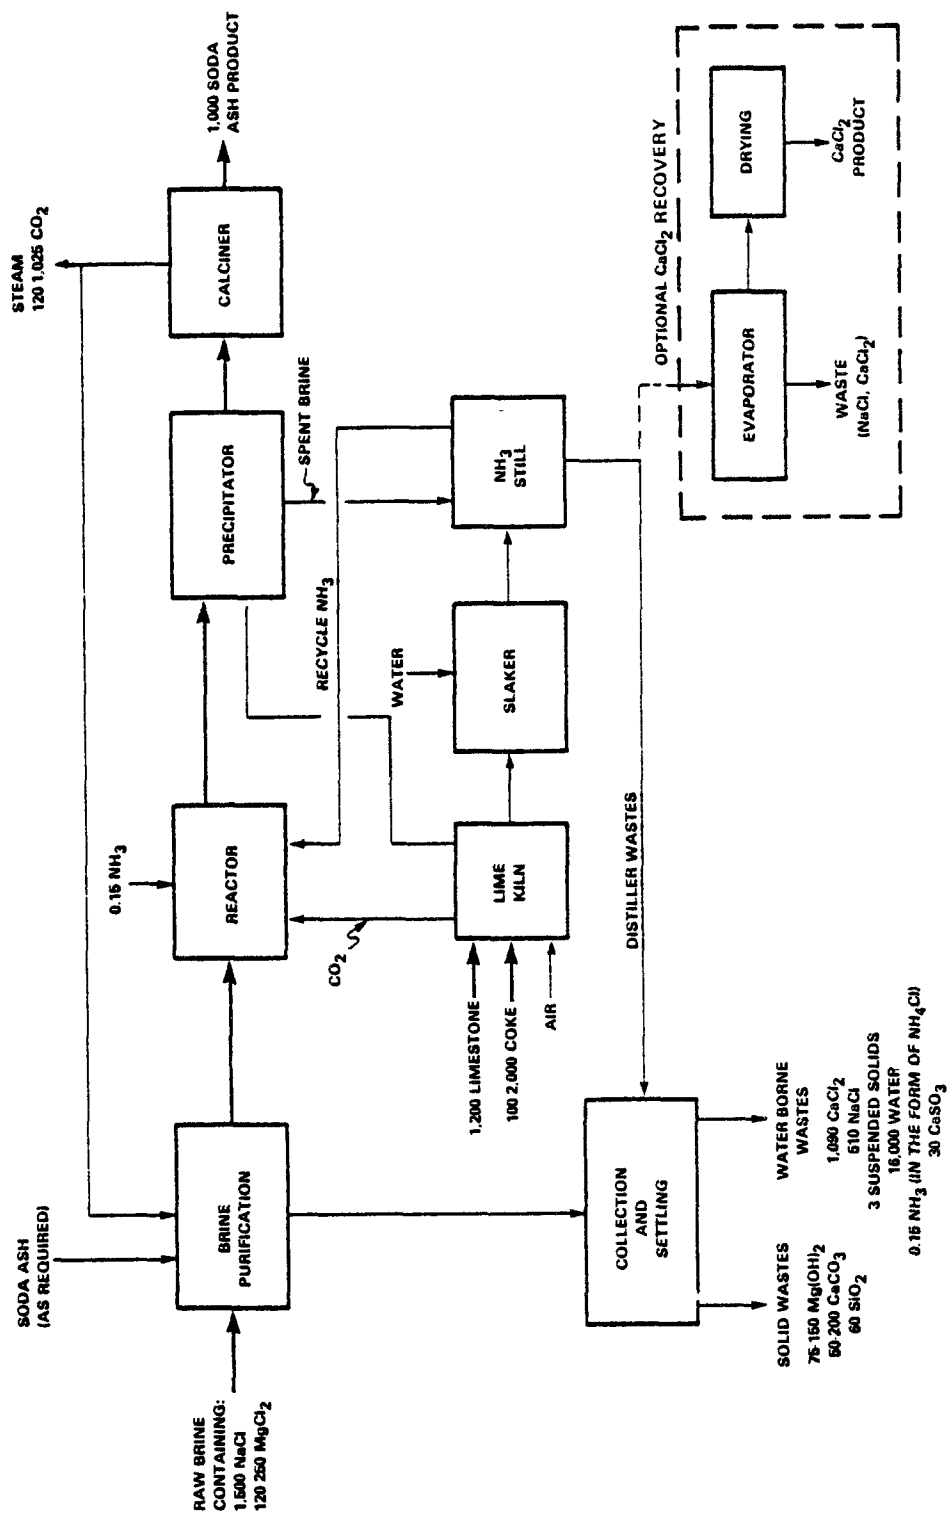 SODA ASH
(AS REQUIRED)
STEAM
120 1,025 CO2
RAW BRINE
CONTAINING:
1,500 NaCl
120 250 MgCl2
BRINE
PURIFICATION
0.15 NH3
REACTOR
PRECIPITATOR
CALCINER
1,000 SODA
ASH PRODUCT
CO2
RECYCLE NH3
SPENT BRINE
WATER
1,200 LIMESTONE
100 2,000 COKE
AIR
LIME
KILN
SLAKER
NH3
STILL
COLLECTION
AND
SETTLING
DISTILLER WASTES
OPTIONAL CaCl2 RECOVERY
EVAPORATOR
DRYING
WASTE
(NaCl, CaCl2)
CaCl2
PRODUCT
SOLID WASTES
75-150 Mg(OH)2
50-200 CaCO3
60 SiO2
WATER BORNE
WASTES
1,090 CaCl2
510 NaCl
3 SUSPENDED SOLIDS
15,000 WATER
0.15 NH3 (IN THE FORM OF NH4Cl)
30 CaSO3